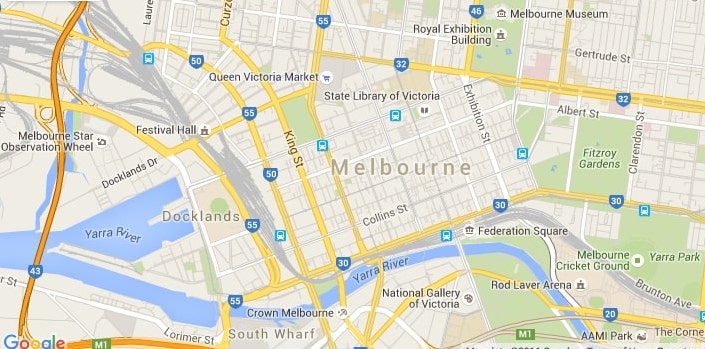 Laure
Curzo
55
46
Melbourne Museum
Royal Exhibition
Building
Gertrude St
Queen Victoria Market
32
State Library of Victoria
Exhibition St
32
Albert St
55
Clarendon St
Festival Hall
King St
Melbourne Star
Observation Wheel
Fitzroy
Gardens
Docklands Dr
50
Melbourne
Docklands
Collins St
30
30
55
50
Yarra River
Federation Square
Melbourne
Cricket Ground
Yarra Park
43
30
Yarra River
Rod Laver Arena
Brunton Ave
er St
55
National Gallery
of Victoria
Crown Melbourne
20
Google
M1
Lorimer St
South Wharf
M1
AAMI Park